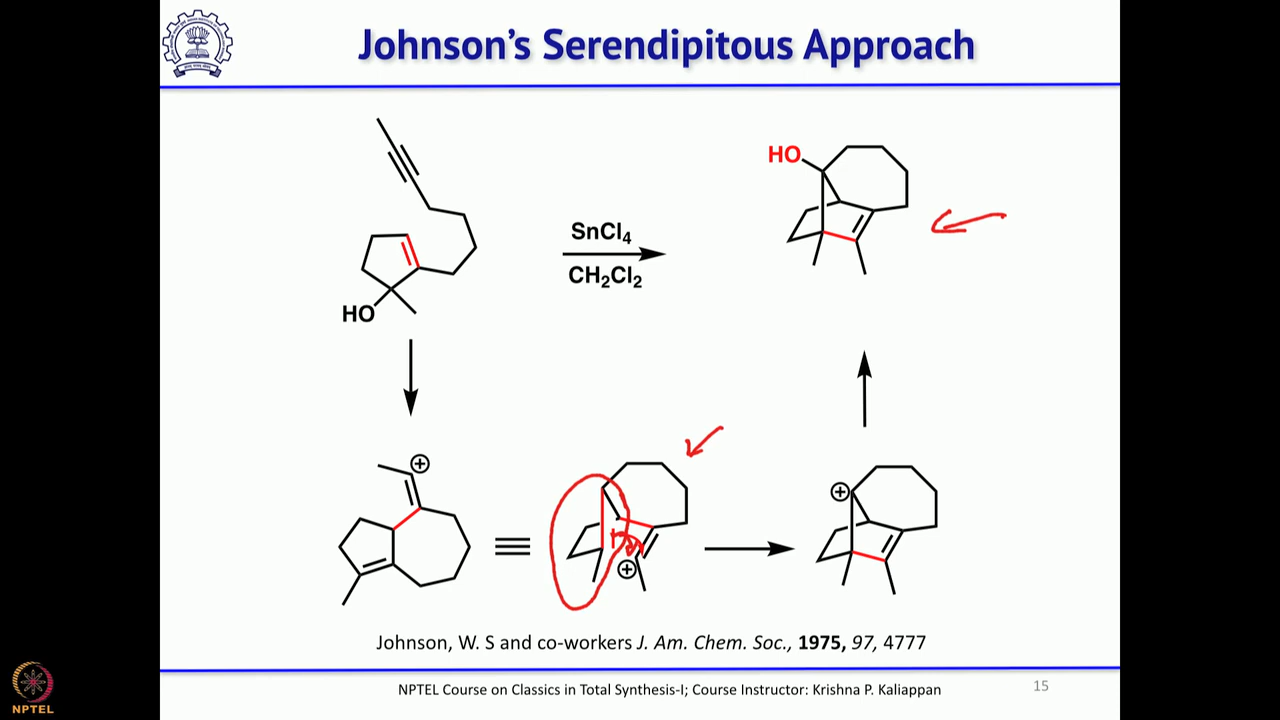 Johnson's Serendipitous Approach
HO
SnCl4
CH2Cl2
HO
Johnson, W. S and co-workers J. Am. Chem. Soc., 1975, 97, 4777
NPTEL Course on Classics in Total Synthesis-I; Course Instructor: Krishna P. Kaliappan
15
NPTEL